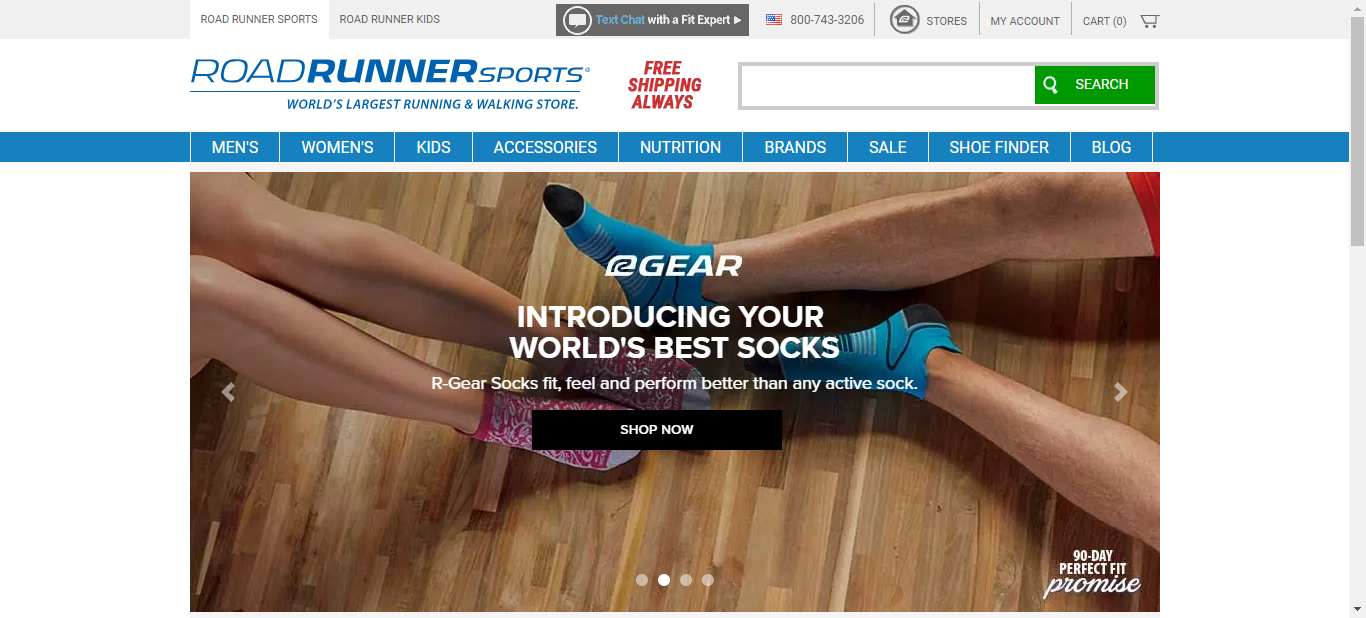 ROAD RUNNER SPORTS
ROAD RUNNER KIDS
Text Chat with a Fit Expert
800-743-3206
STORES
MY ACCOUNT
CART (0)
ROADRUNNERSPORTS®
WORLD'S LARGEST RUNNING & WALKING STORE.
FREE
SHIPPING
ALWAYS
SEARCH
MEN'S
WOMEN'S
KIDS
ACCESSORIES
NUTRITION
BRANDS
SALE
SHOE FINDER
BLOG
RGEAR
INTRODUCING YOUR
WORLD'S BEST SOCKS
R-Gear Socks fit, feel and perform better than any active sock.
SHOP NOW
90-DAY
PERFECT FIT
promise